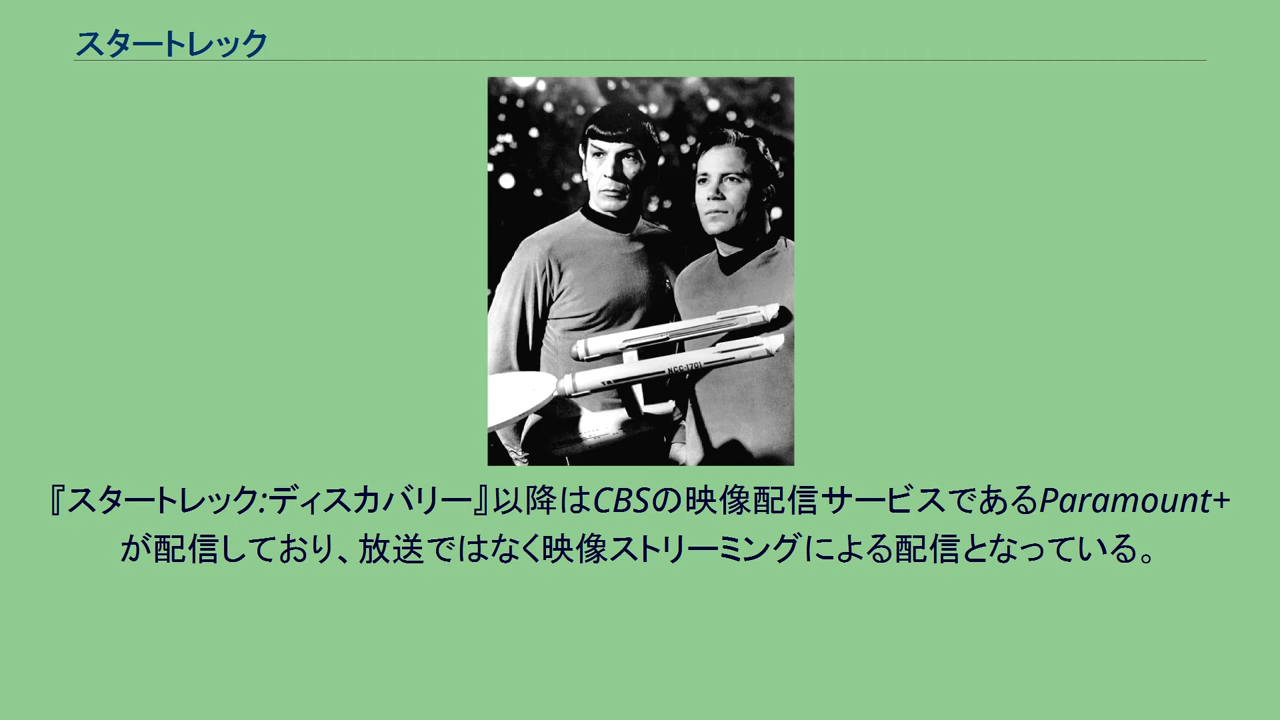 スタートレック
NCC-1701
『スタートレック:ディスカバリー』以降はCBSの映像配信サービスであるParamount+
が配信しており、放送ではなく映像ストリーミングによる配信となっている。